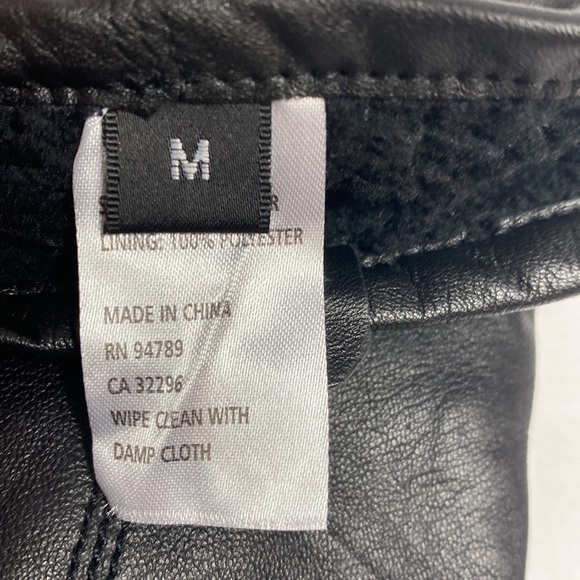 M
LINING: 100% POLYESTER
MADE IN CHINA
RN 94789
CA 32296
WIPE CLEAN WITH
DAMP CLOTH